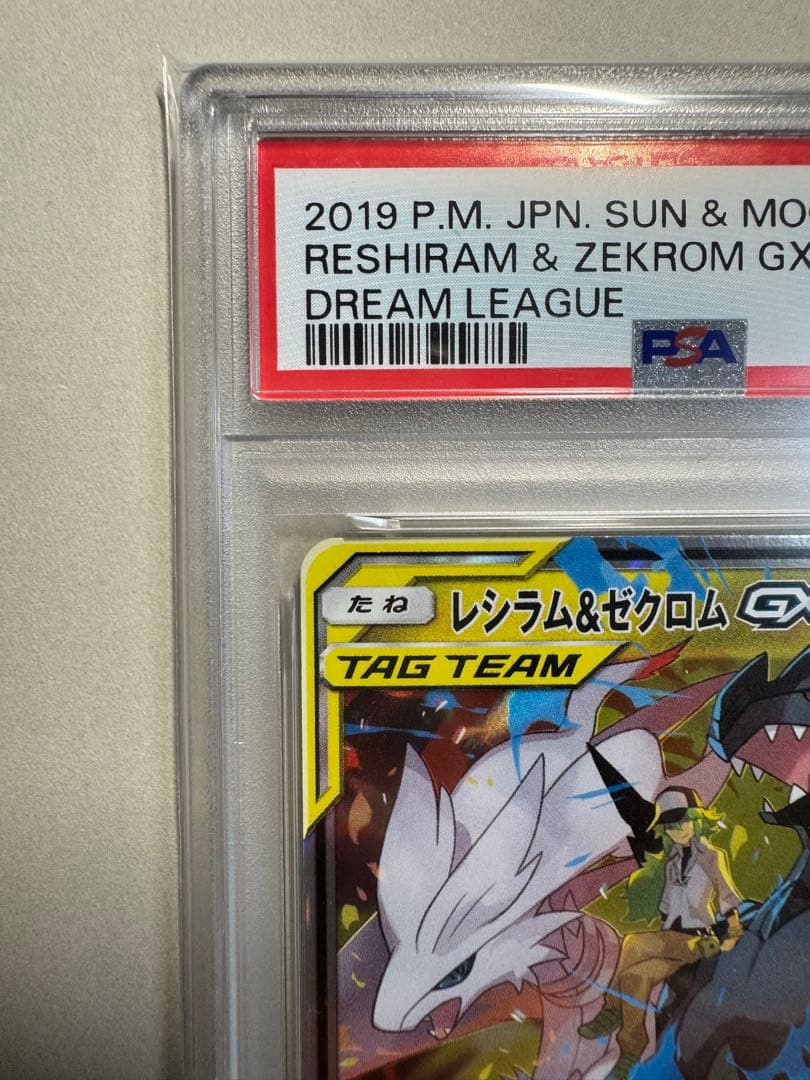 2019 P.M. JPN. SUN & MOO
RESHIRAM & ZEKROM GX
DREAM LEAGUE
PSA
たね
レシラム&ゼクロム GX
TAG TEAM